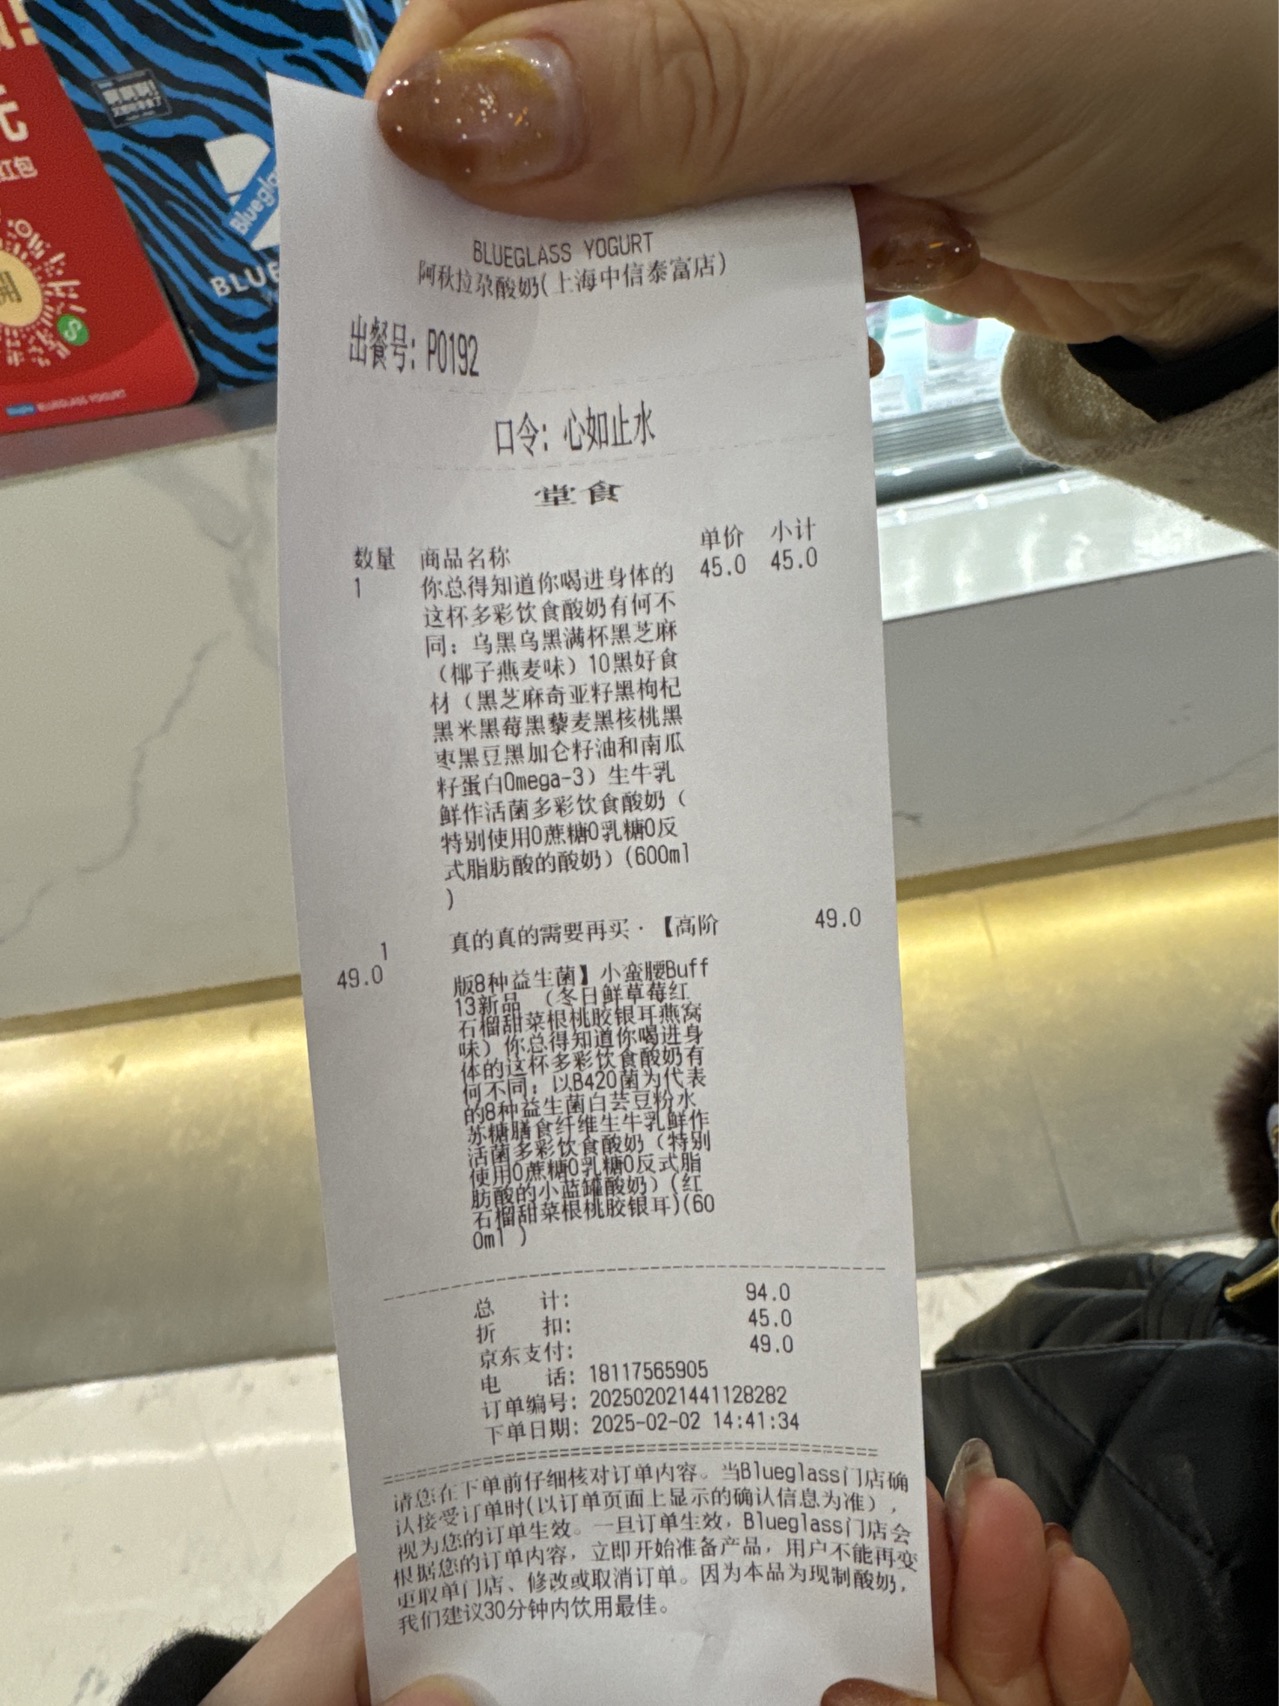 元
红包
BLUEGLASS YOGURT
BLUE
BLUEGLASS YOGURT
阿秋拉尕酸奶(上海中信泰富店)
出餐号: P0192
口令: 心如止水
堂食
数量 商品名称 单价 小计
1 你总得知道你喝进身体的 45.0 45.0
这杯多彩饮食酸奶有何不
同: 乌黑乌黑满杯黑芝麻
(椰子燕麦味) 10黑好食
材 (黑芝麻奇亚籽黑枸杞
黑米黑莓黑藜麦黑核桃黑
枣黑豆黑加仑籽油和南瓜
籽蛋白Omega-3) 生牛乳
鲜作活菌多彩饮食酸奶 (
特别使用0蔗糖0乳糖0反
式脂肪酸的酸奶) (600ml
)
1 真的真的需要再买·【高阶 49.0
49.0
版8种益生菌】小蛮腰Buff
13新品 (冬日鲜草莓红
石榴甜菜根桃胶银耳燕窝
味) 你总得知道你喝进身
体的这杯多彩饮食酸奶有
何不同: 以B420菌为代表
的8种益生菌白芸豆粉水
苏糖膳食纤维生牛乳鲜作
活菌多彩饮食酸奶 (特别
使用0蔗糖0乳糖0反式脂
肪酸的小蓝罐酸奶) (红
石榴甜菜根桃胶银耳) (60
0ml )
总 计: 94.0
折 扣: 45.0
京东支付: 49.0
电 话: 18117565905
订单编号: 202502021441128282
下单日期: 2025-02-02 14:41:34
请您在下单前仔细核对订单内容。当Blueglass门店确
认接受订单时(以订单页面上显示的确认信息为准),
视为您的订单生效。一旦订单生效, Blueglass门店会
根据您的订单内容, 立即开始准备产品, 用户不能再变
更取单门店、修改或取消订单。因为本品为现制酸奶,
我们建议30分钟内饮用最佳。